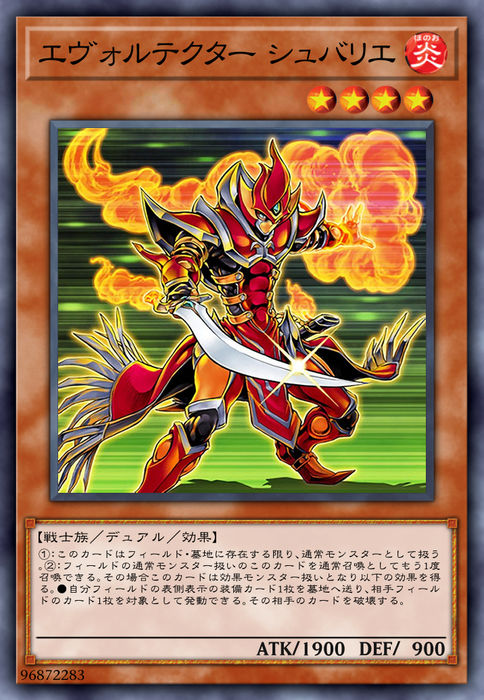 エヴォルテクター シュバリエ
ほのお
炎
【戦士族／デュアル／効果】
①：このカードはフィールド・墓地に存在する限り、通常モンスターとして扱う
。②：フィールドの通常モンスター扱いのこのカードを通常召喚としてもう1度
召喚できる。その場合このカードは効果モンスター扱いとなり以下の効果を得
る。●自分フィールドの表側表示の装備カード1枚を墓地へ送り、相手フィール
ドのカード1枚を対象として発動できる。その相手のカードを破壊する。
ATK/1900 DEF/ 900
96872283